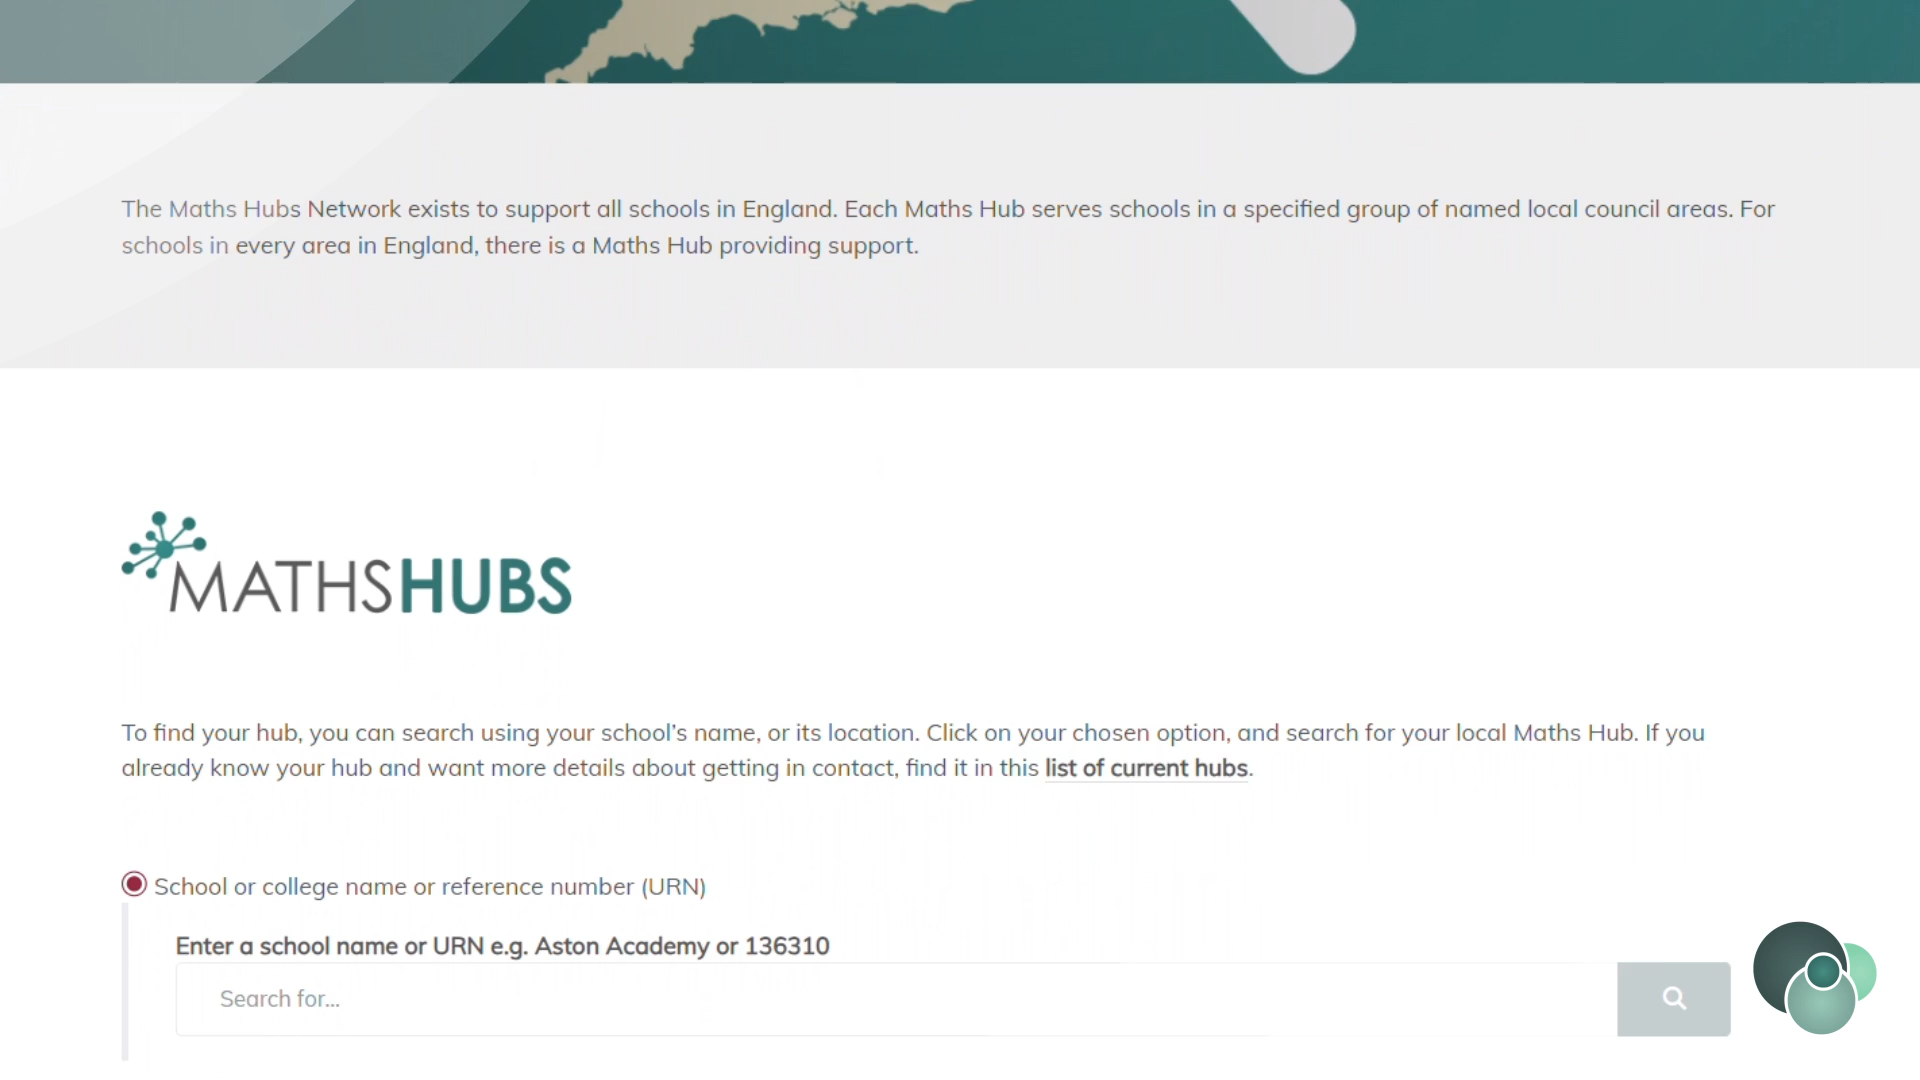 The Maths Hubs Network exists to support all schools in England. Each Maths Hub serves schools in a specified group of named local council areas. For
schools in every area in England, there is a Maths Hub providing support.
MATHSHUBS
To find your hub, you can search using your school’s name, or its location. Click on your chosen option, and search for your local Maths Hub. If you
already know your hub and want more details about getting in contact, find it in this list of current hubs.
School or college name or reference number (URN)
Enter a school name or URN e.g. Aston Academy or 136310
Search for...